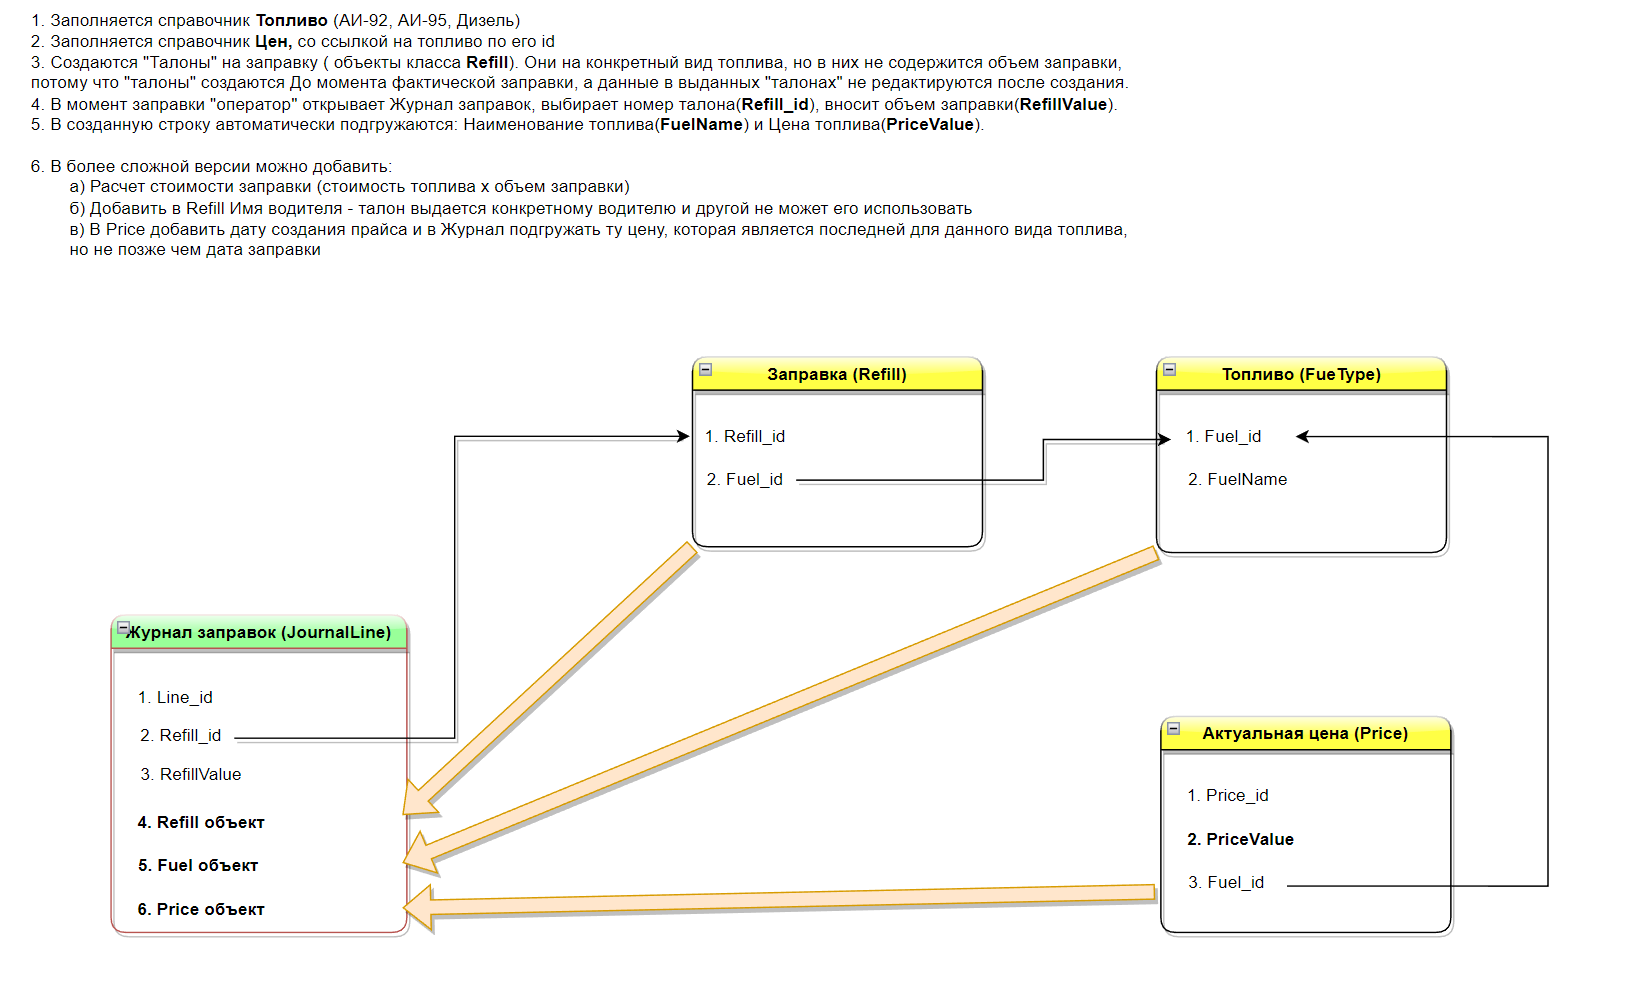 1. Заполняется справочник Топливо (АИ-92, АИ-95, Дизель)
2. Заполняется справочник Цен, со ссылкой на топливо по его id
3. Создаются "Талоны" на заправку ( объекты класса Refill). Они на конкретный вид топлива, но в них не содержится объем заправки,
потому что "талоны" создаются До момента фактической заправки, а данные в выданных "талонах" не редактируются после создания.
4. В момент заправки "оператор" открывает Журнал заправок, выбирает номер талона(Refill_id), вносит объем заправки(RefillValue).
5. В созданную строку автоматически подгружаются: Наименование топлива(FuelName) и Цена топлива(PriceValue).
6. В более сложной версии можно добавить:
а) Расчет стоимости заправки (стоимость топлива х объем заправки)
б) Добавить в Refill Имя водителя - талон выдается конкретному водителю и другой не может его использовать
в) В Price добавить дату создания прайса и в Журнал подгружать ту цену, которая является последней для данного вида топлива,
но не позже чем дата заправки
Заправка (Refill)
1. Refill_id
2. Fuel_id
Топливо (FueType)
1. Fuel_id
2. FuelName
Журнал заправок (JournalLine)
1. Line_id
2. Refill_id
3. RefillValue
4. Refill объект
5. Fuel объект
6. Price объект
Актуальная цена (Price)
1. Price_id
2. PriceValue
3. Fuel_id